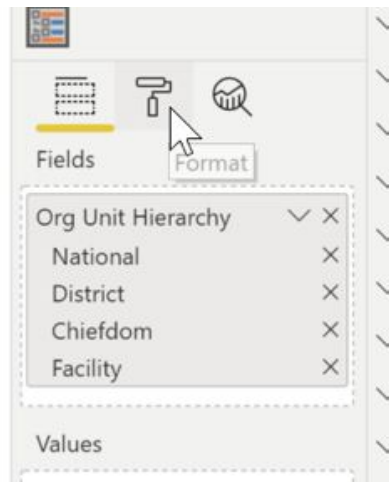 Format
Fields
Org Unit Hierarchy
National
District
Chiefdom
Facility
Values